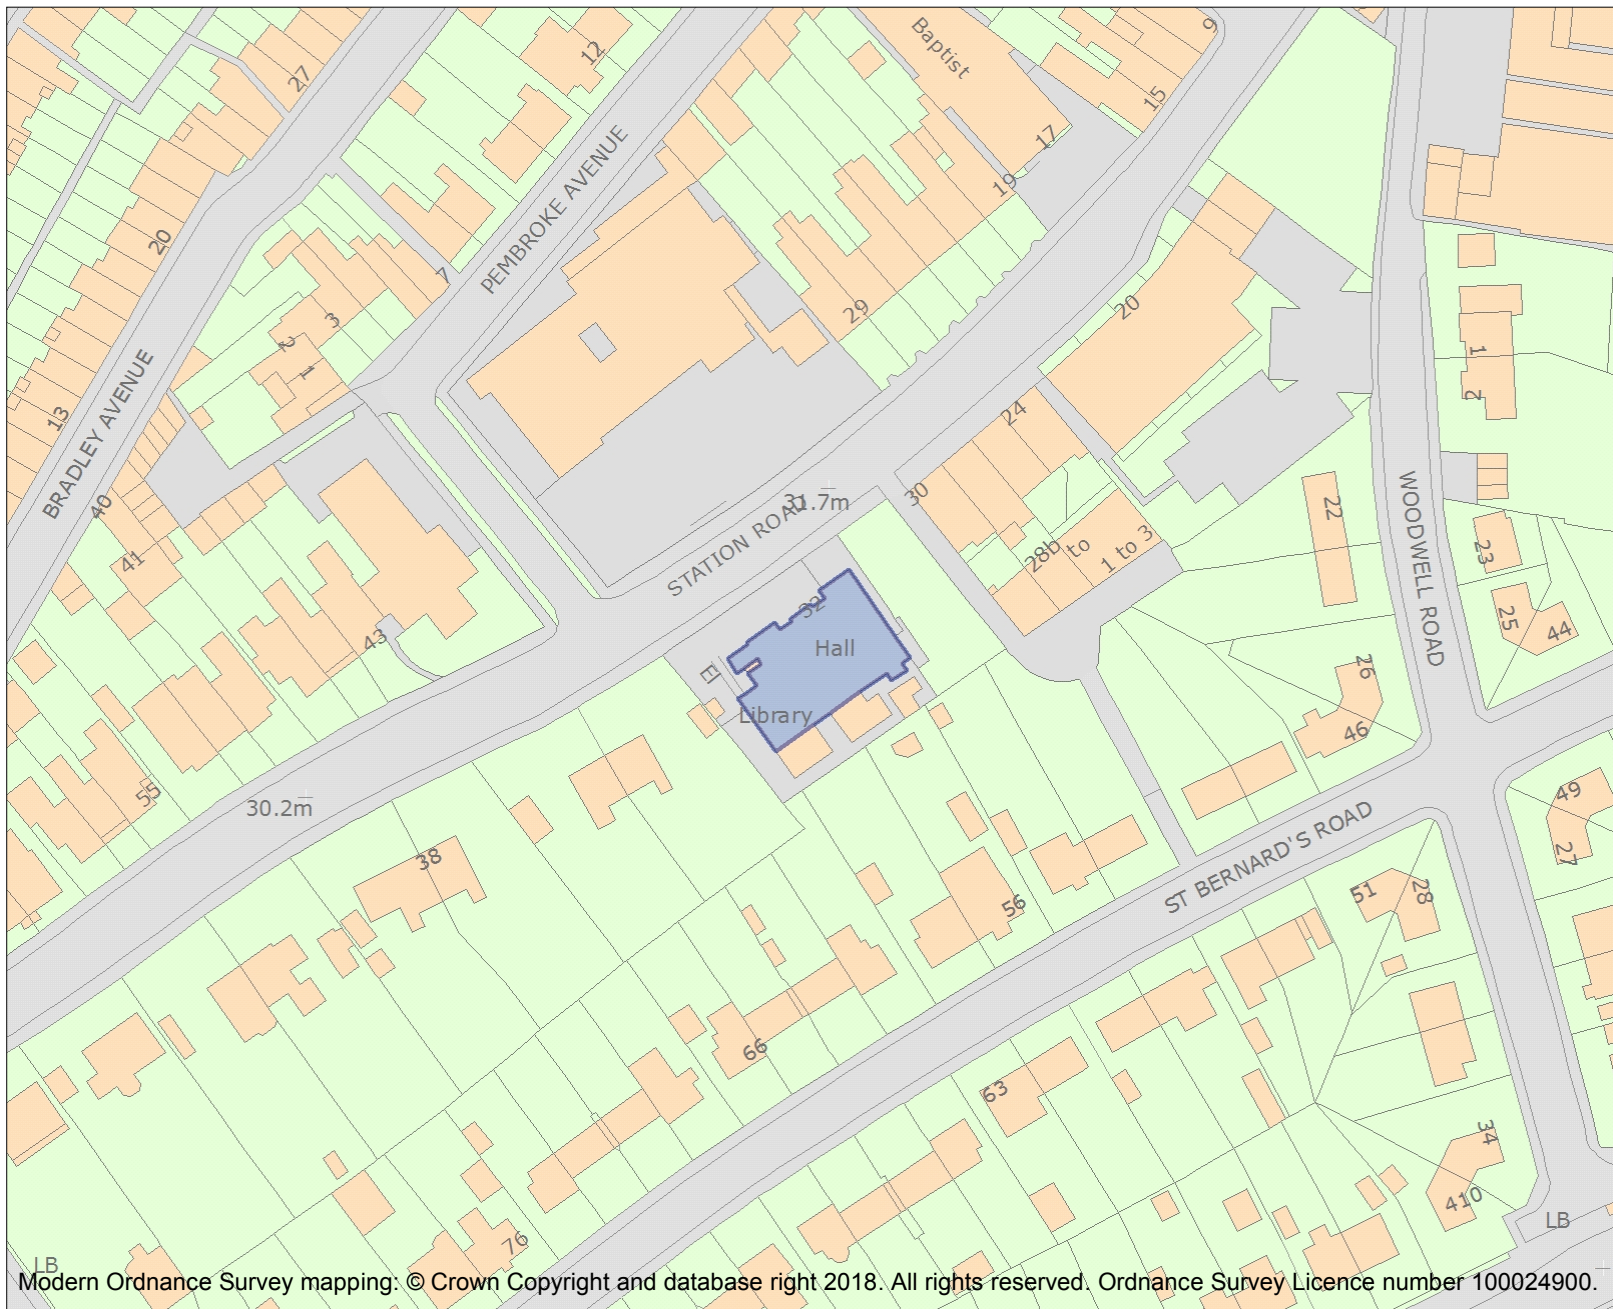 27
12
Baptist
9
15
17
19
20
PEMBROKE AVENUE
7
3
2
1
29
20
1
2
BRADLEY AVENUE
13
40
41
24
30
31.7m
STATION ROAD
28b to
1 to 3
22
WOODWELL ROAD
23
25
44
32
Hall
El
Library
43
26
46
55
30.2m
38
49
27
ST BERNARD'S ROAD
51
28
56
66
63
34
410
76
LB
LB
Modern Ordnance Survey mapping: © Crown Copyright and database right 2018. All rights reserved. Ordnance Survey Licence number 100024900.